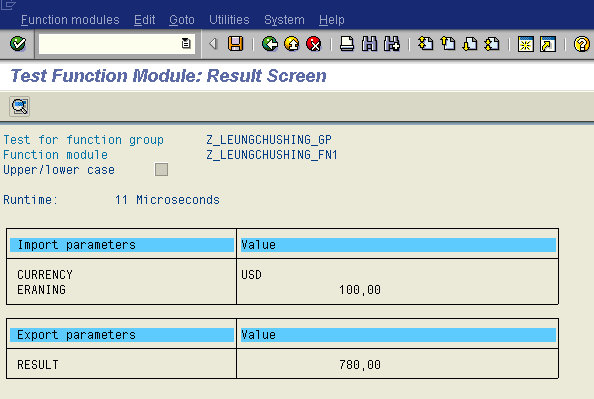 Function modules Edit Goto Utilities System Help
Test Function Module: Result Screen
Test for function group Z_LEUNGCHUSHING_GP
Function module Z_LEUNGCHUSHING_FN1
Upper/lower case
Runtime: 11 Microseconds
Import parameters Value
CURRENCY USD
ERANING 100,00
Export parameters Value
RESULT 780,00